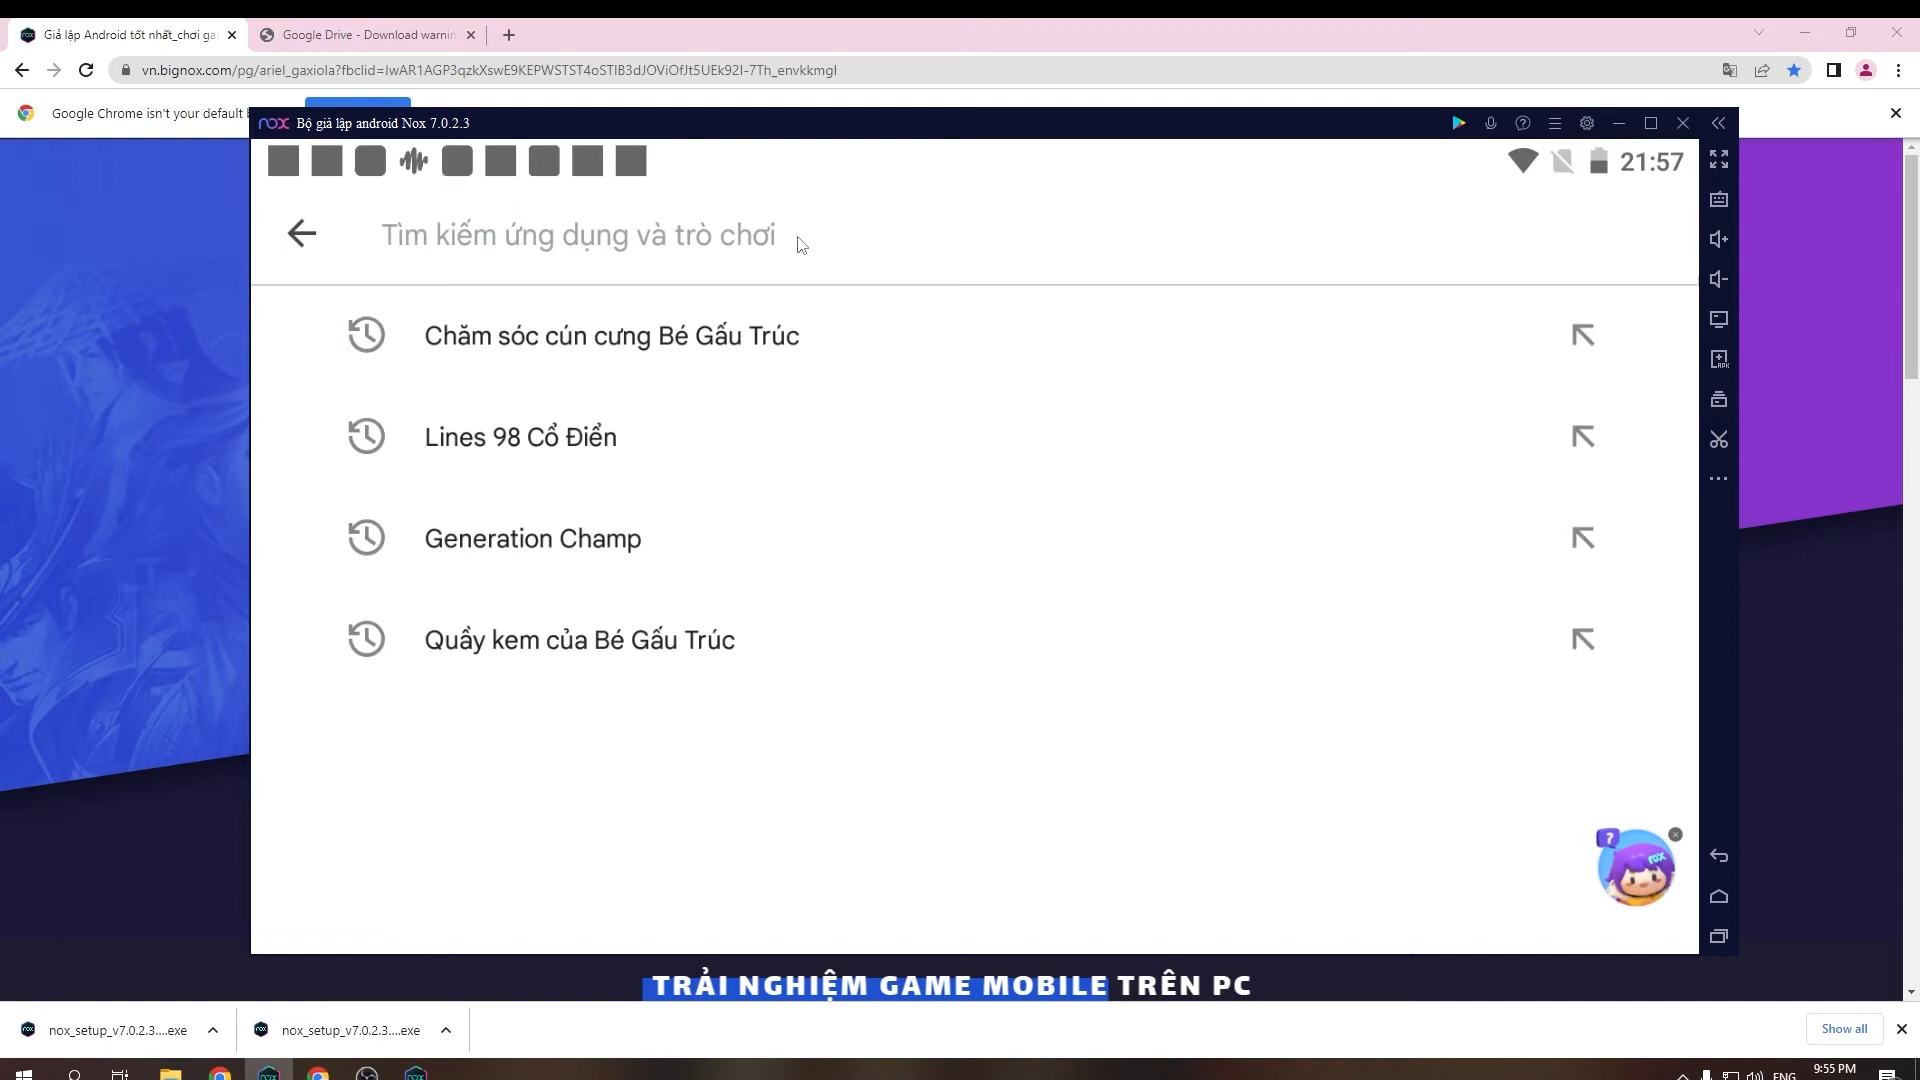 Giả lập Android tốt nhất_chơi ga
Google Drive - Download warnin
vn.bignox.com/pg/ariel_gaxiola?fbclid=IwAR1AGP3qzkXswE9KEPWSTST4oSTIB3dJOViOfJt5UEk92I-7Th_envkkmgI
Google Chrome isn't your default
nox Bộ giả lập android Nox 7.0.2.3
21:57
Tìm kiếm ứng dụng và trò chơi
Chăm sóc cún cưng Bé Gấu Trúc
Lines 98 Cổ Điển
Generation Champ
Quầy kem của Bé Gấu Trúc
nox
TRẢI NGHIỆM GAME MOBILE TRÊN PC
nox_setup_v7.0.2.3....exe
nox_setup_v7.0.2.3....exe
Show all
ENG
9:55 PM